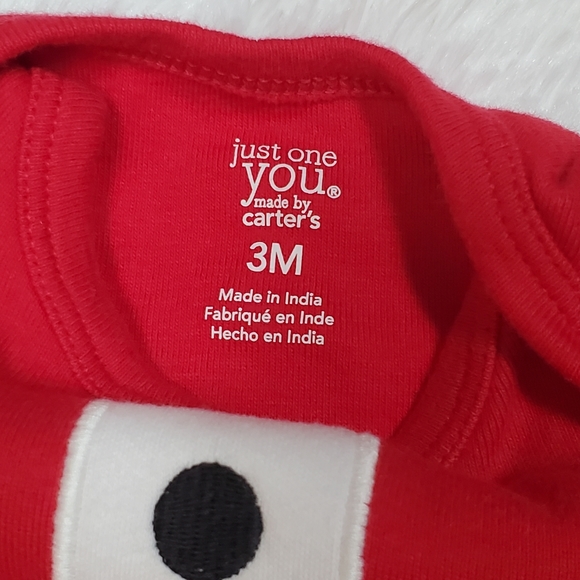 just one
you®
made by
carter's
3M
Made in India
Fabriqué en Inde
Hecho en India